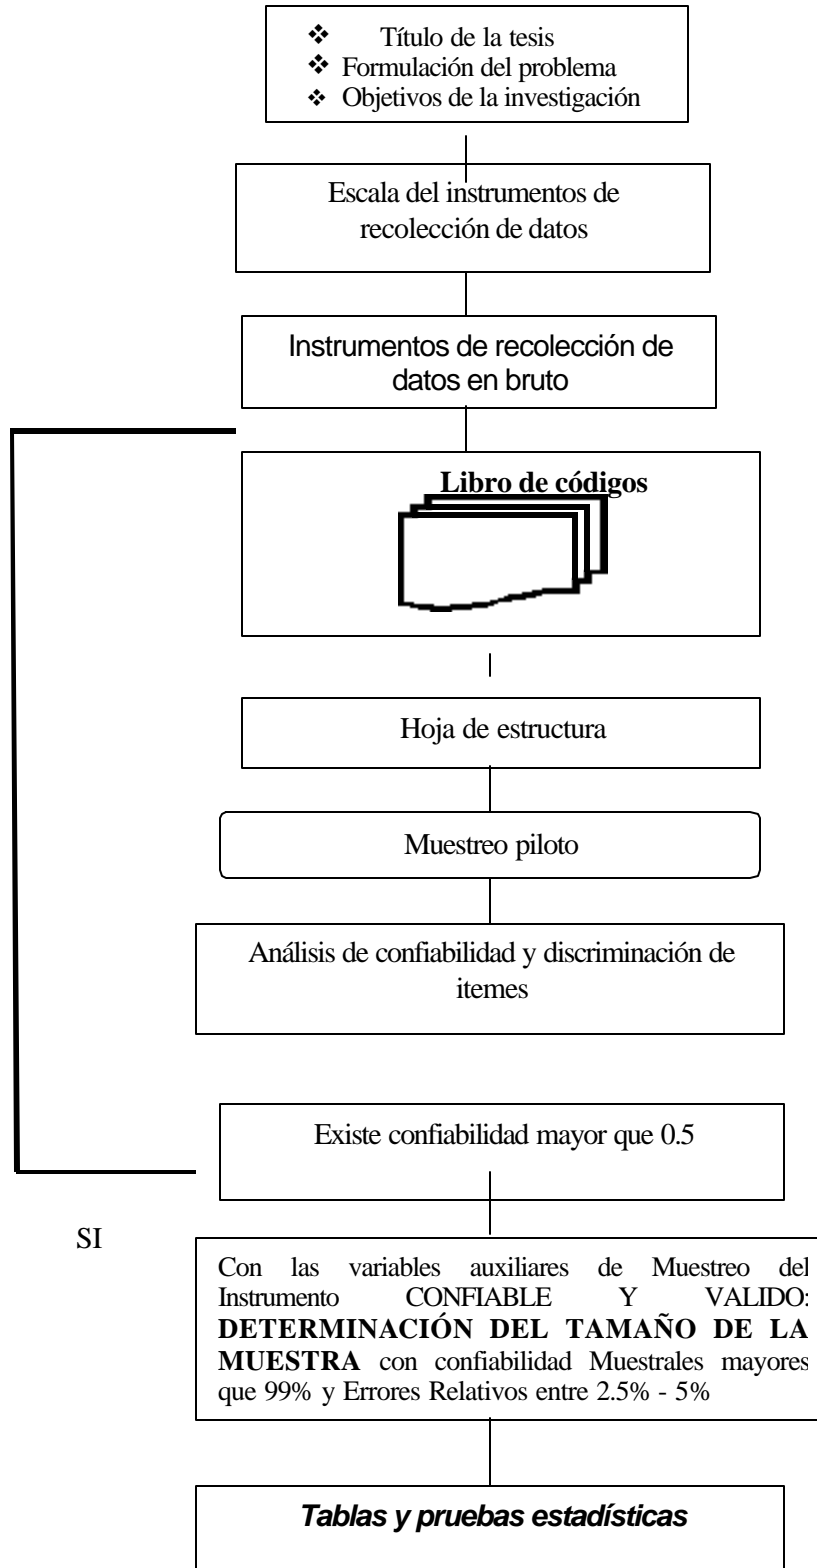 ❖ Título de la tesis
❖ Formulación del problema
❖ Objetivos de la investigación
Escala del instrumentos de
recolección de datos
Instrumentos de recolección de
datos en bruto
Libro de códigos
Hoja de estructura
Muestreo piloto
Análisis de confiabilidad y discriminación de
itemes
Existe confiabilidad mayor que 0.5
SI
Con las variables auxiliares de Muestreo del
Instrumento CONFIABLE Y VALIDO:
DETERMINACIÓN DEL TAMAÑO DE LA
MUESTRA con confiabilidad Muestrales mayores
que 99% y Errores Relativos entre 2.5% - 5%
Tablas y pruebas estadísticas